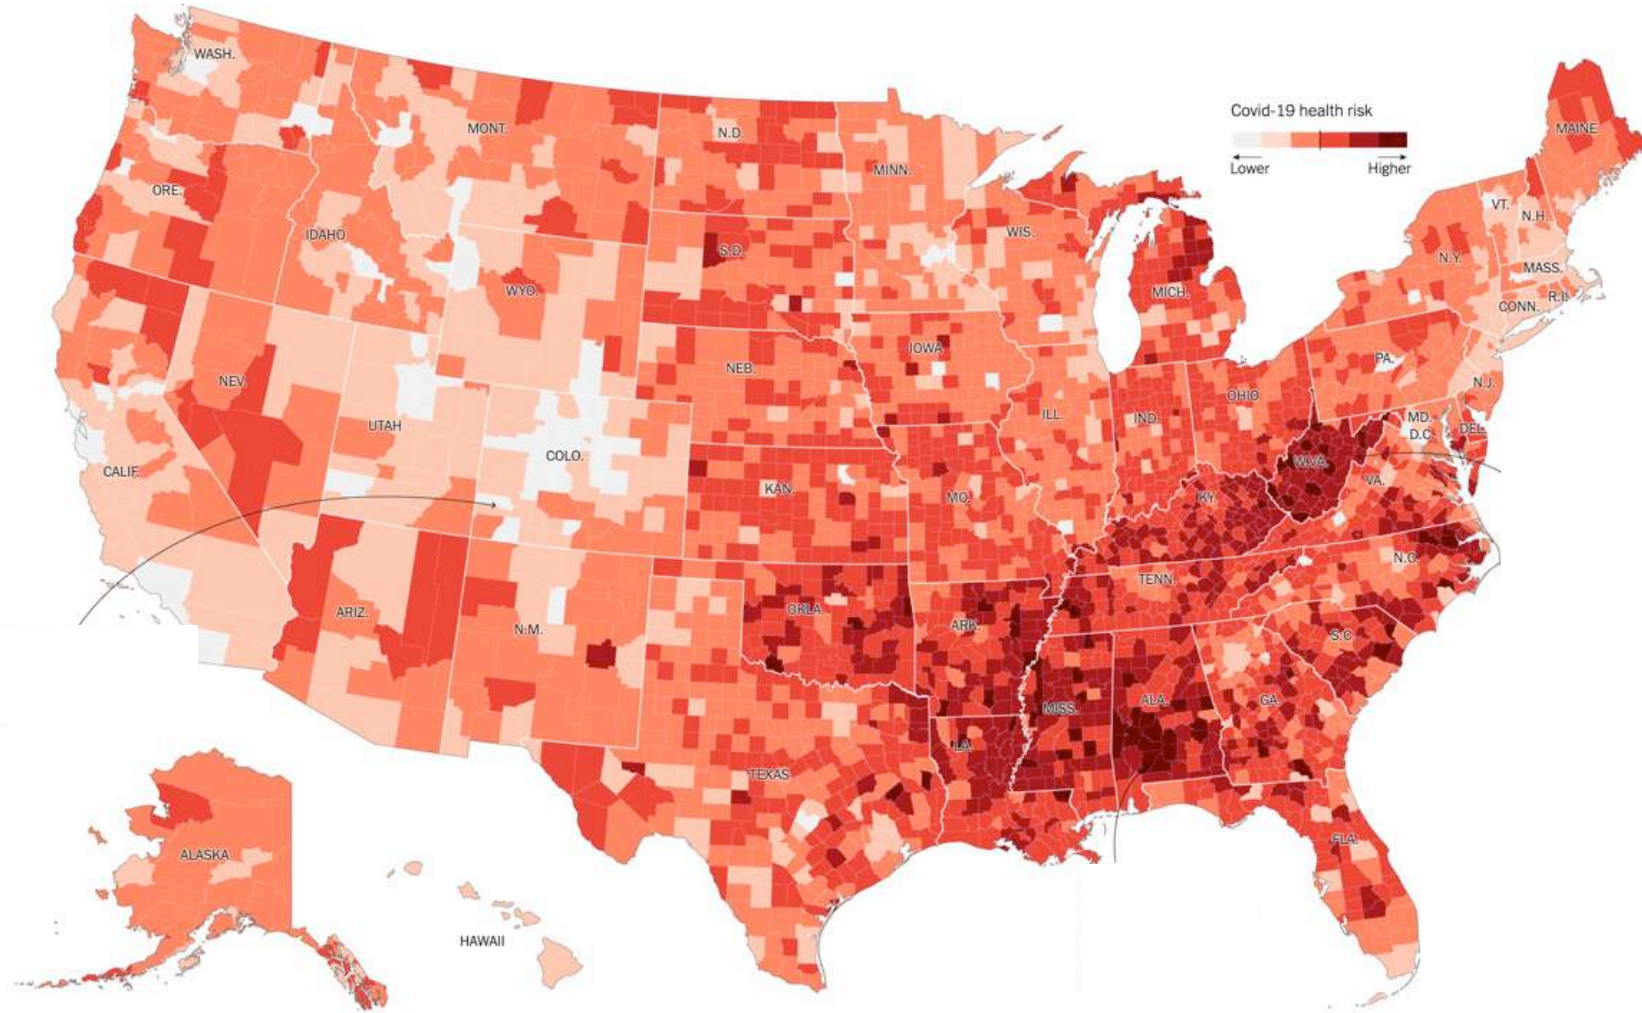 WASH.
MONT.
N.D.
MINN.
Covid-19 health risk
Lower Higher
MAINE
ORE.
IDAHO
WYO.
S.D.
WIS.
MICH.
VT.
N.H.
N.Y.
MASS.
CONN. R.I.
NEV.
UTAH
COLO.
NEB.
IOWA
ILL.
IND.
OHIO
PA.
N.J.
MD.
D.C.
DEL.
CALIF.
KAN.
MO.
KY.
W.VA.
VA.
ARIZ.
N.M.
OKLA.
ARK.
TENN.
N.C.
S.C.
TEXAS
LA.
MISS.
ALA.
GA.
FLA.
ALASKA
HAWAII